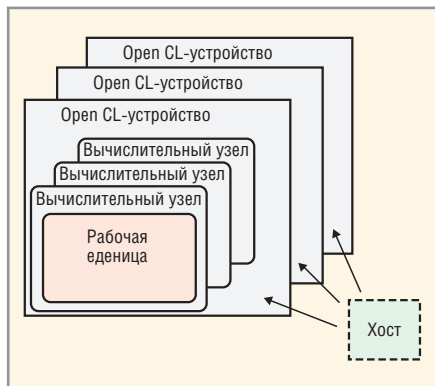 Open CL-устройство
Open CL-устройство
Open CL-устройство
Вычислительный узел
Вычислительный узел
Вычислительный узел
Рабочая
еденица
Хост